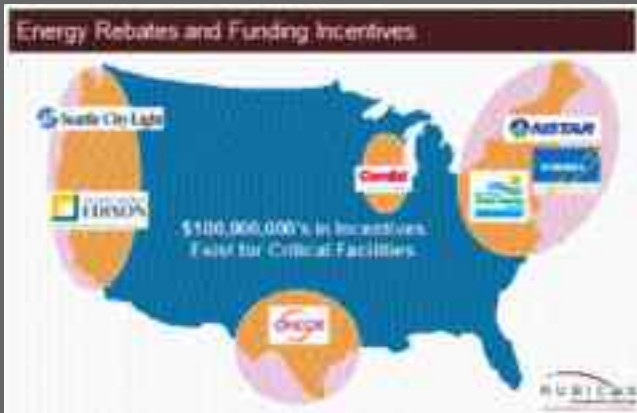 Energy Rebates and Funding Incentives
Seattle City Light
EDISON
ComEd
NSTAR
$100,000,000's in Incentives
Exist for Critical Facilities
oncor